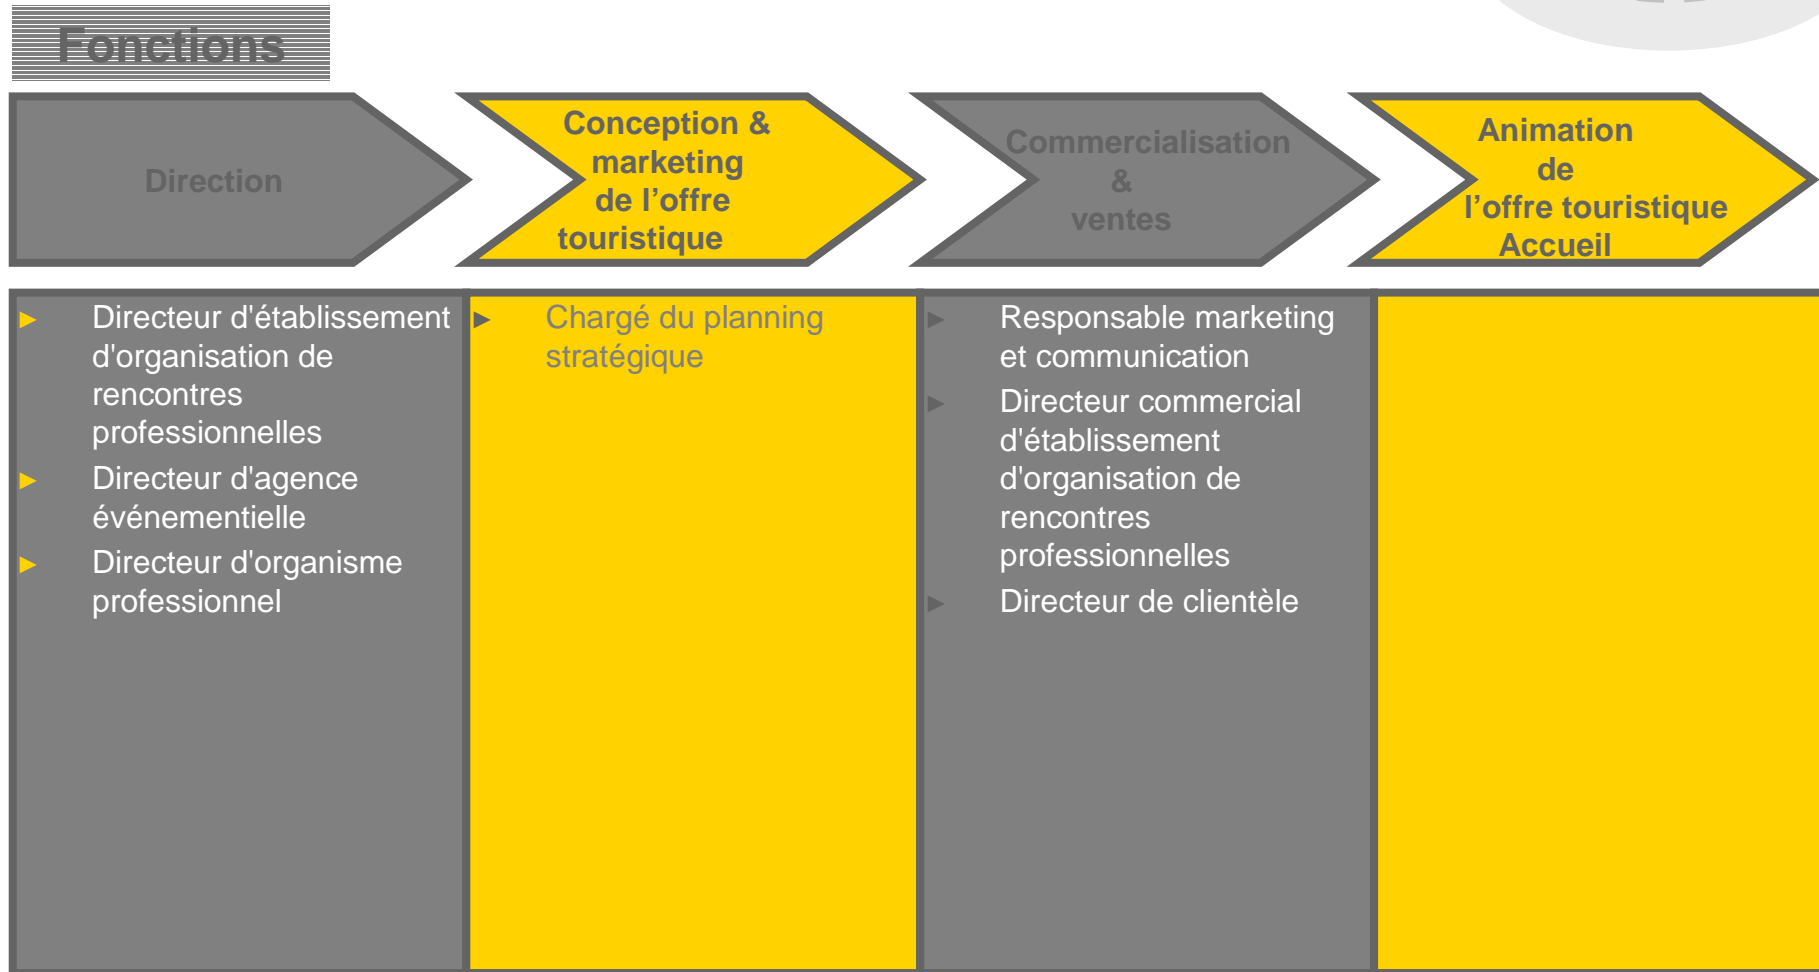 Fonctions
Direction
Conception &
marketing
de l’offre
touristique
Commercialisation
&
ventes
Animation
de
l’offre touristique
Accueil
► Directeur d'établissement
d'organisation de
rencontres
professionnelles
► Directeur d'agence
événementielle
► Directeur d'organisme
professionnel
► Chargé du planning
stratégique
► Responsable marketing
et communication
► Directeur commercial
d'établissement
d'organisation de
rencontres
professionnelles
► Directeur de clientèle